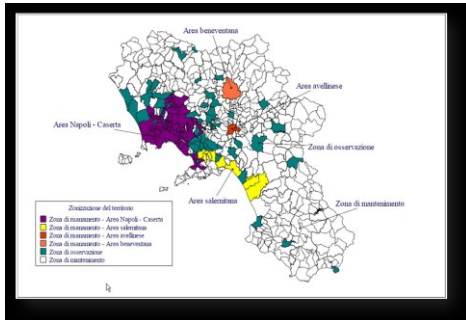 Area beneventana
Area avellinese
Area Napoli - Caserta
Zona di osservazione
Area salernitana
Zona di mantenimento
Zonizzazione del territorio
Zona di risanamento - Area Napoli - Caserta
Zona di risanamento - Area salernitana
Zona di risanamento - Area avellinese
Zona di risanamento - Area beneventana
Zona di osservazione
Zona di mantenimento